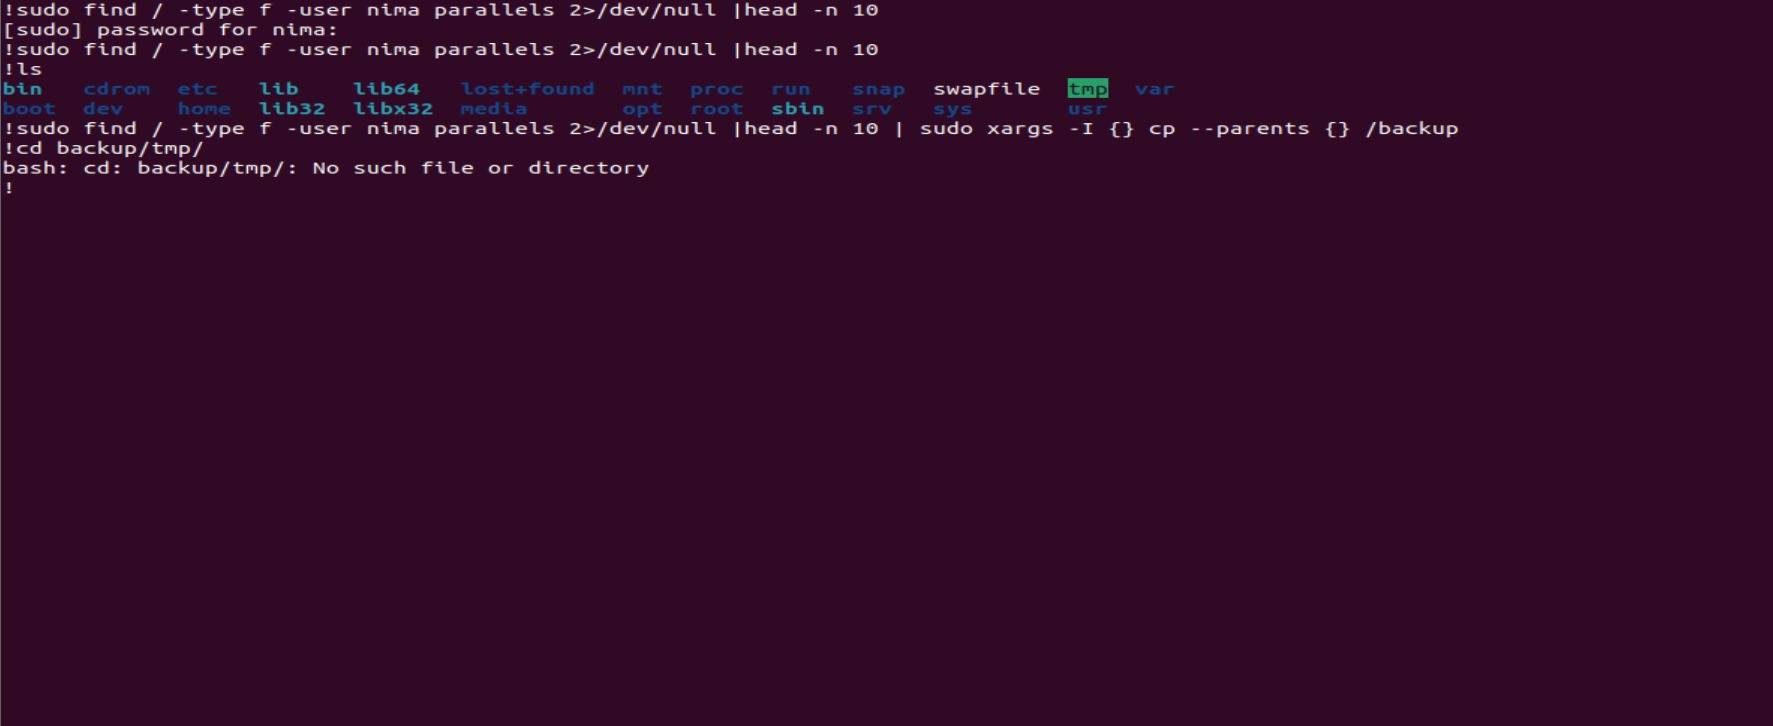 !sudo find / -type f -user nima parallels 2>/dev/null |head -n 10
[sudo] password for nima:
!sudo find / -type f -user nima parallels 2>/dev/null |head -n 10
!ls
bin   cdrom  etc   lib    lib64   lost+found  mnt  proc  run   snap  swapfile  tmp  var
boot  dev    home  lib32  libx32  media       opt  root  sbin  srv   sys       usr
!sudo find / -type f -user nima parallels 2>/dev/null |head -n 10 | sudo xargs -I {} cp --parents {} /backup
!cd backup/tmp/
bash: cd: backup/tmp/: No such file or directory
!